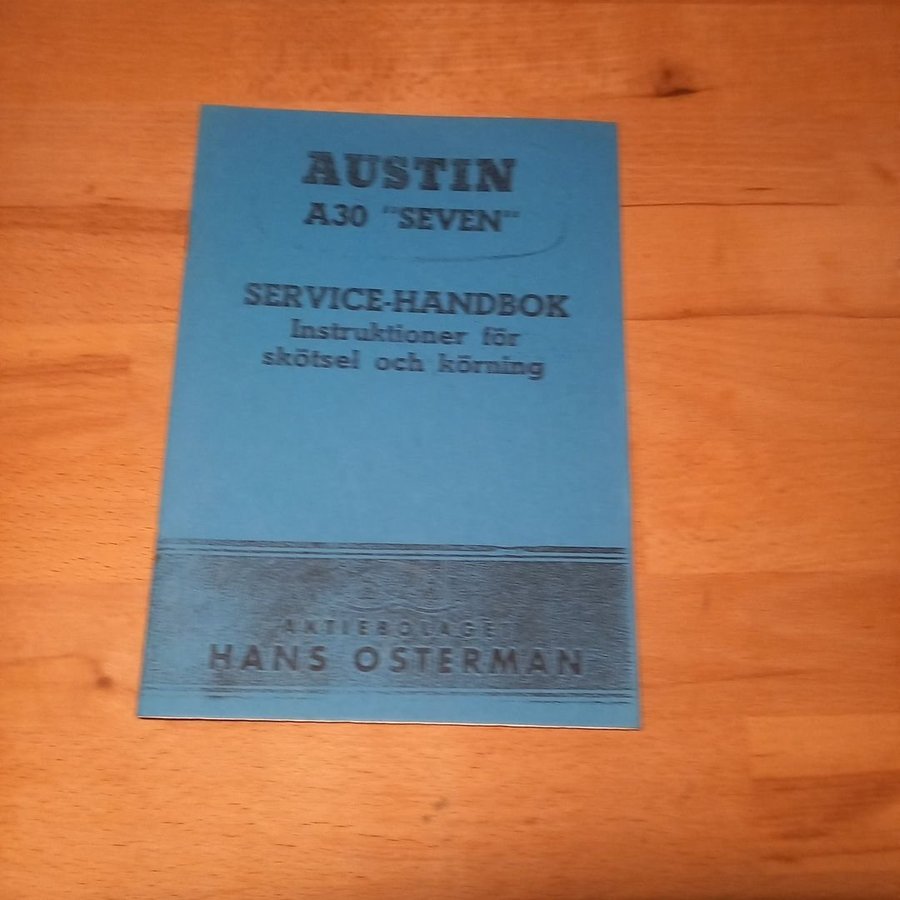 AUSTIN
A30 "SEVEN"
SERVICE-HANDBOK
Instruktioner för
skötsel och körning
AKTIEBOLAGET
HANS OSTERMAN